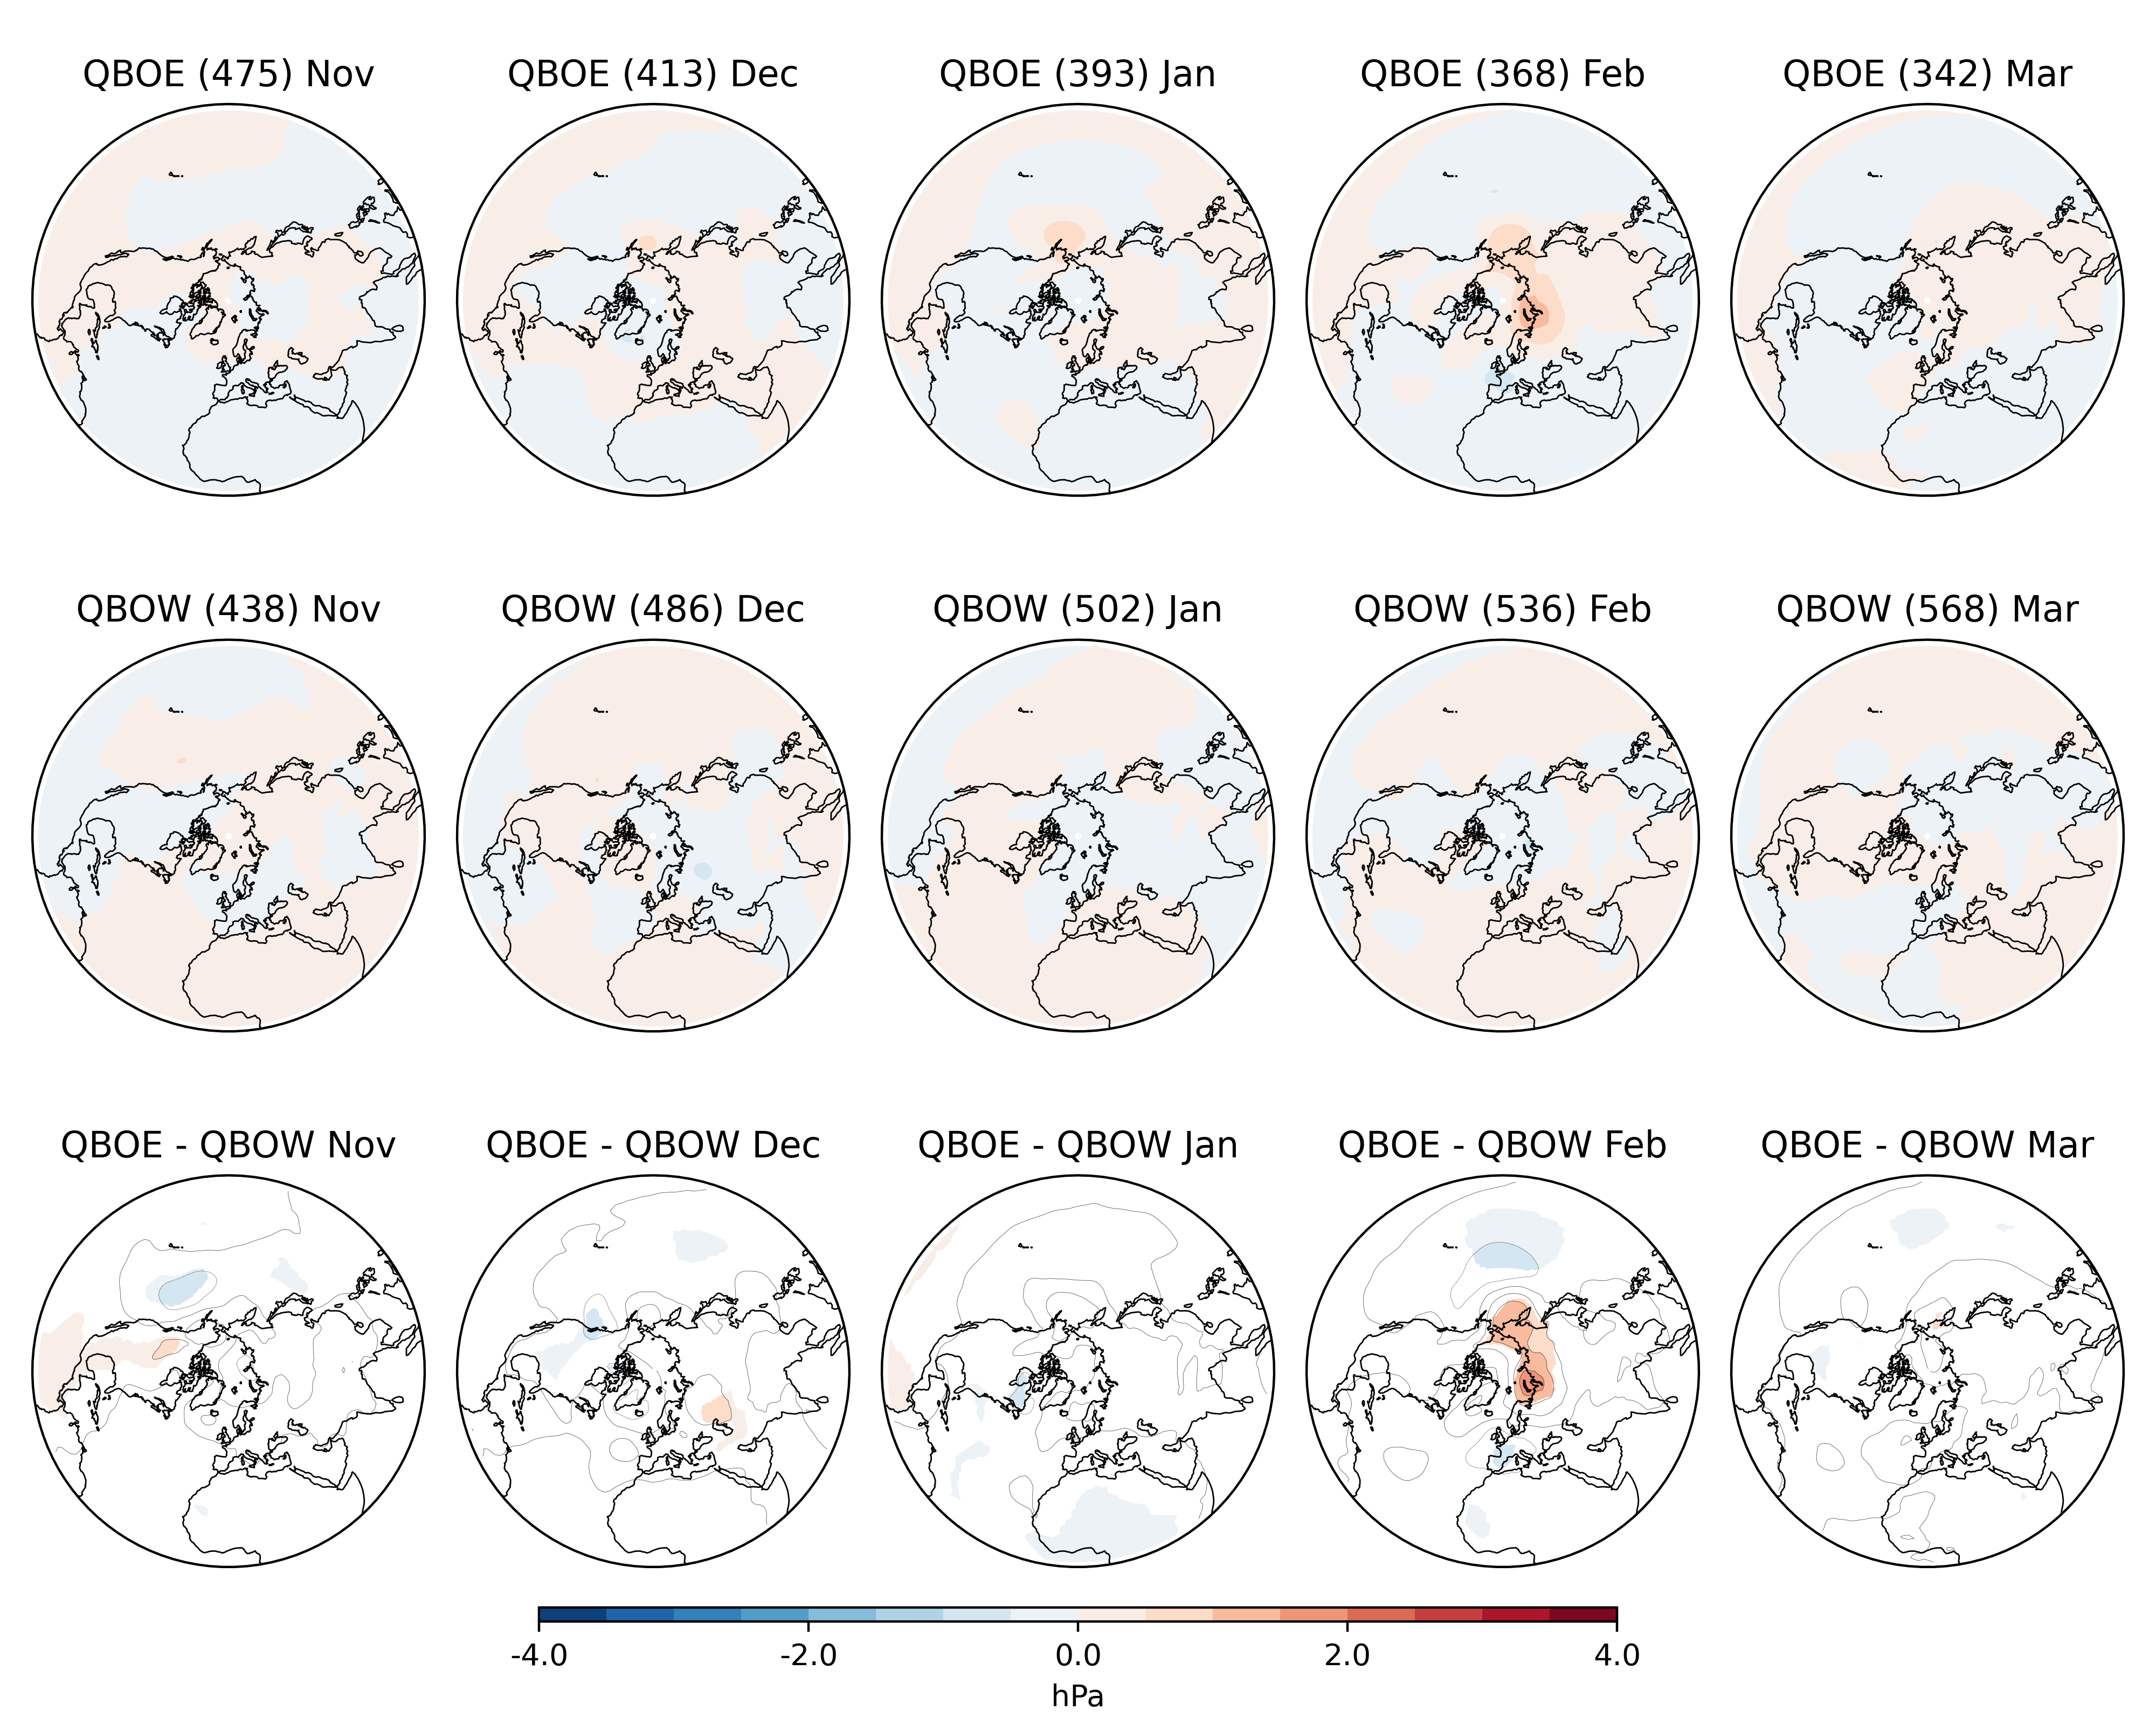 QBOE (475) Nov
QBOE (413) Dec
QBOE (393) Jan
QBOE (368) Feb
QBOE (342) Mar
QBOW (438) Nov
QBOW (486) Dec
QBOW (502) Jan
QBOW (536) Feb
QBOW (568) Mar
QBOE - QBOW Nov
QBOE - QBOW Dec
QBOE - QBOW Jan
QBOE - QBOW Feb
QBOE - QBOW Mar
-4.0 -2.0 0.0 2.0 4.0
hPa